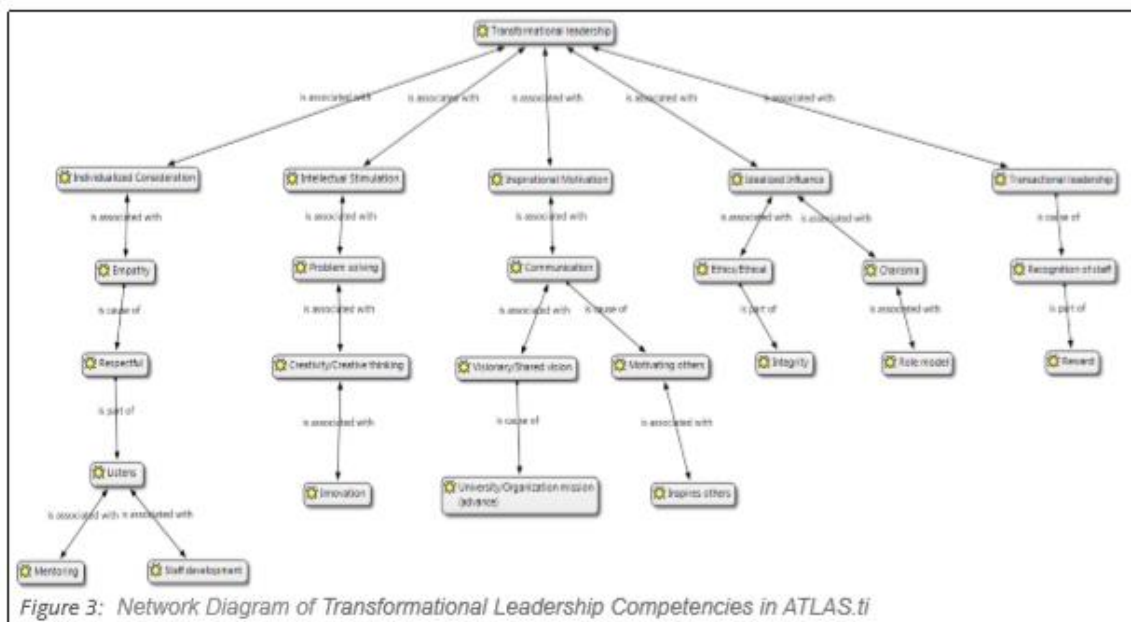 Transformational leadership
is associated with
is associated with
is associated with
is associated with
is associated with
Individualized Consideration
Intellectual Stimulation
Inspirational Motivation
Idealized Influence
Transactional leadership
is associated with
is associated with
is associated with
is associated with
is associated with
is cause of
Empathy
Problem solving
Communication
Ethics/Ethical
Charisma
Recognition of staff
is cause of
is associated with
is associated with
is cause of
is part of
is associated with
is part of
Respectful
Creativity/Creative thinking
Visionary/Shared vision
Motivating others
Integrity
Role model
Reward
is part of
is associated with
is cause of
is associated with
Listens
Innovation
University/Organization mission
(advance)
Inspires others
is associated with
is associated with
Mentoring
Staff development
Figure 3: Network Diagram of Transformational Leadership Competencies in ATLAS.ti